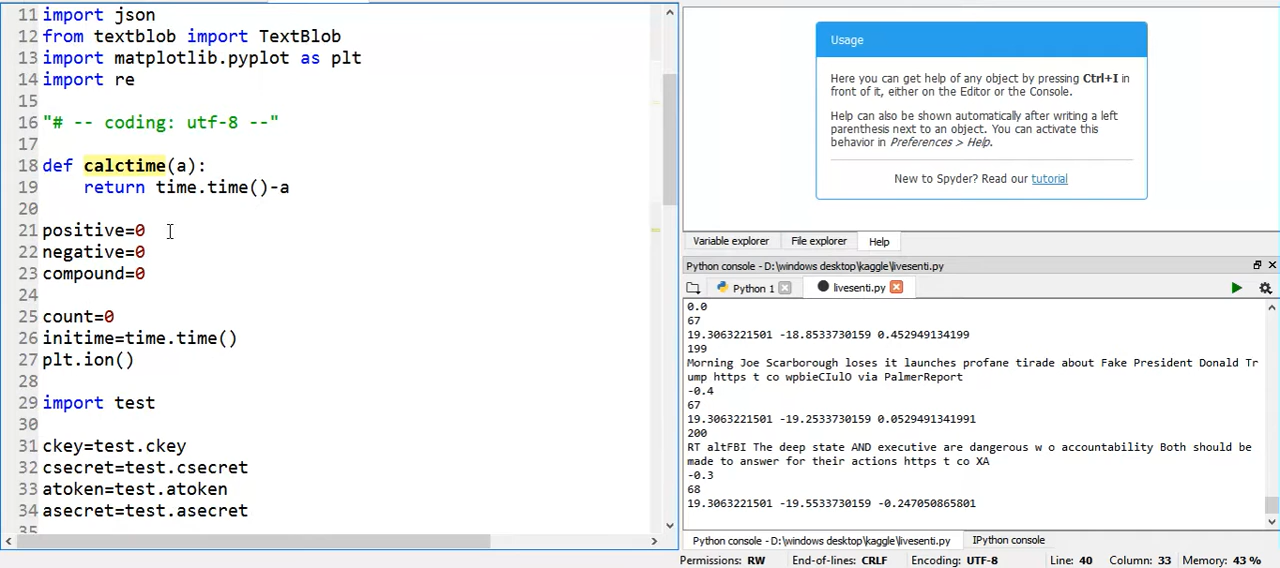 11 import json
12 from textblob import TextBlob
13 import matplotlib.pyplot as plt
14 import re
15
16 "# -- coding: utf-8 --"
17
18 def calctime(a):
19     return time.time()-a
20
21 positive=0
22 negative=0
23 compound=0
24
25 count=0
26 initime=time.time()
27 plt.ion()
28
29 import test
30
31 ckey=test.ckey
32 csecret=test.csecret
33 atoken=test.atoken
34 asecret=test.asecret
35
Usage
Here you can get help of any object by pressing Ctrl+I in
front of it, either on the Editor or the Console.
Help can also be shown automatically after writing a left
parenthesis next to an object. You can activate this
behavior in Preferences > Help.
New to Spyder? Read our tutorial
Variable explorer File explorer Help
Python console - D:\windows desktop\kaggle\livesenti.py
Python 1 livesenti.py
0.0
67
19.3063221501 -18.8533730159 0.452949134199
199
Morning Joe Scarborough loses it launches profane tirade about Fake President Donald Tr
ump https t co wpbieCIulO via PalmerReport
-0.4
67
19.3063221501 -19.2533730159 0.0529491341991
200
RT altFBI The deep state AND executive are dangerous w o accountability Both should be
made to answer for their actions https t co XA
-0.3
68
19.3063221501 -19.5533730159 -0.247050865801
Python console - D:\windows desktop\kaggle\livesenti.py IPython console
Permissions: RW End-of-lines: CRLF Encoding: UTF-8 Line: 40 Column: 33 Memory: 43 %